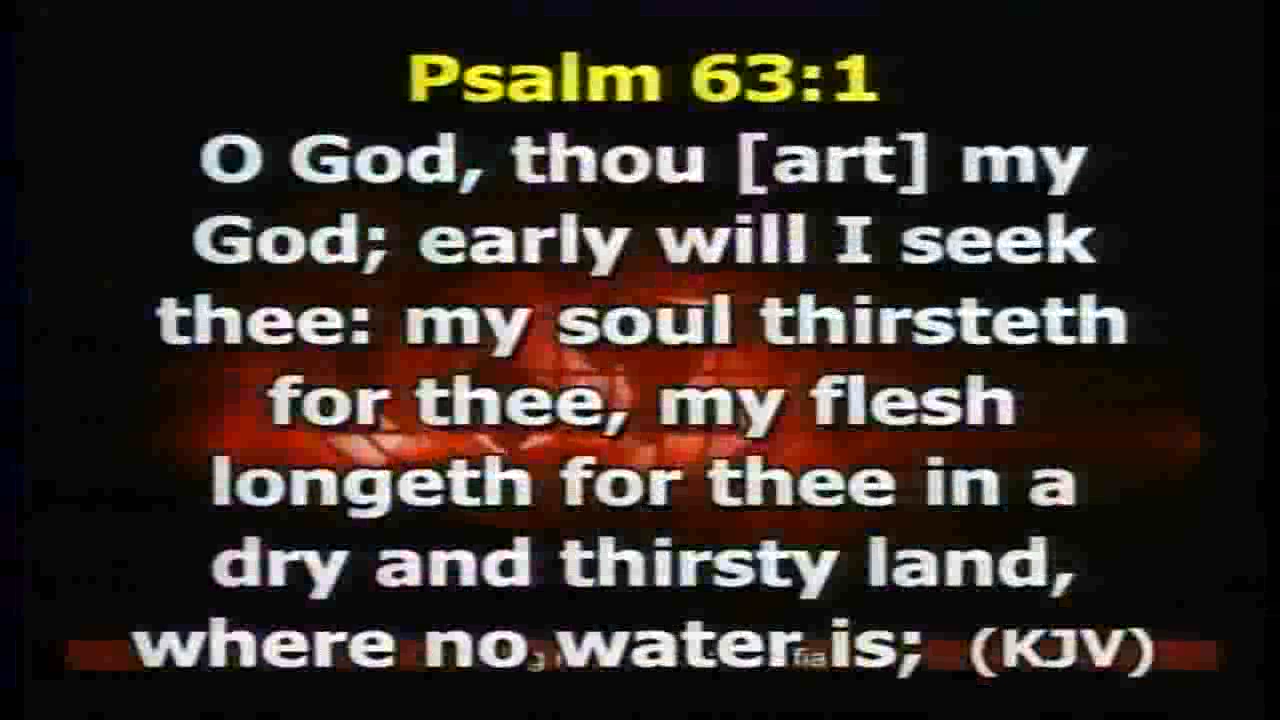 Psalm 63:1
O God, thou [art] my
God; early will I seek
thee: my soul thirsteth
for thee, my flesh
longeth for thee in a
dry and thirsty land,
where no water is; (KJV)